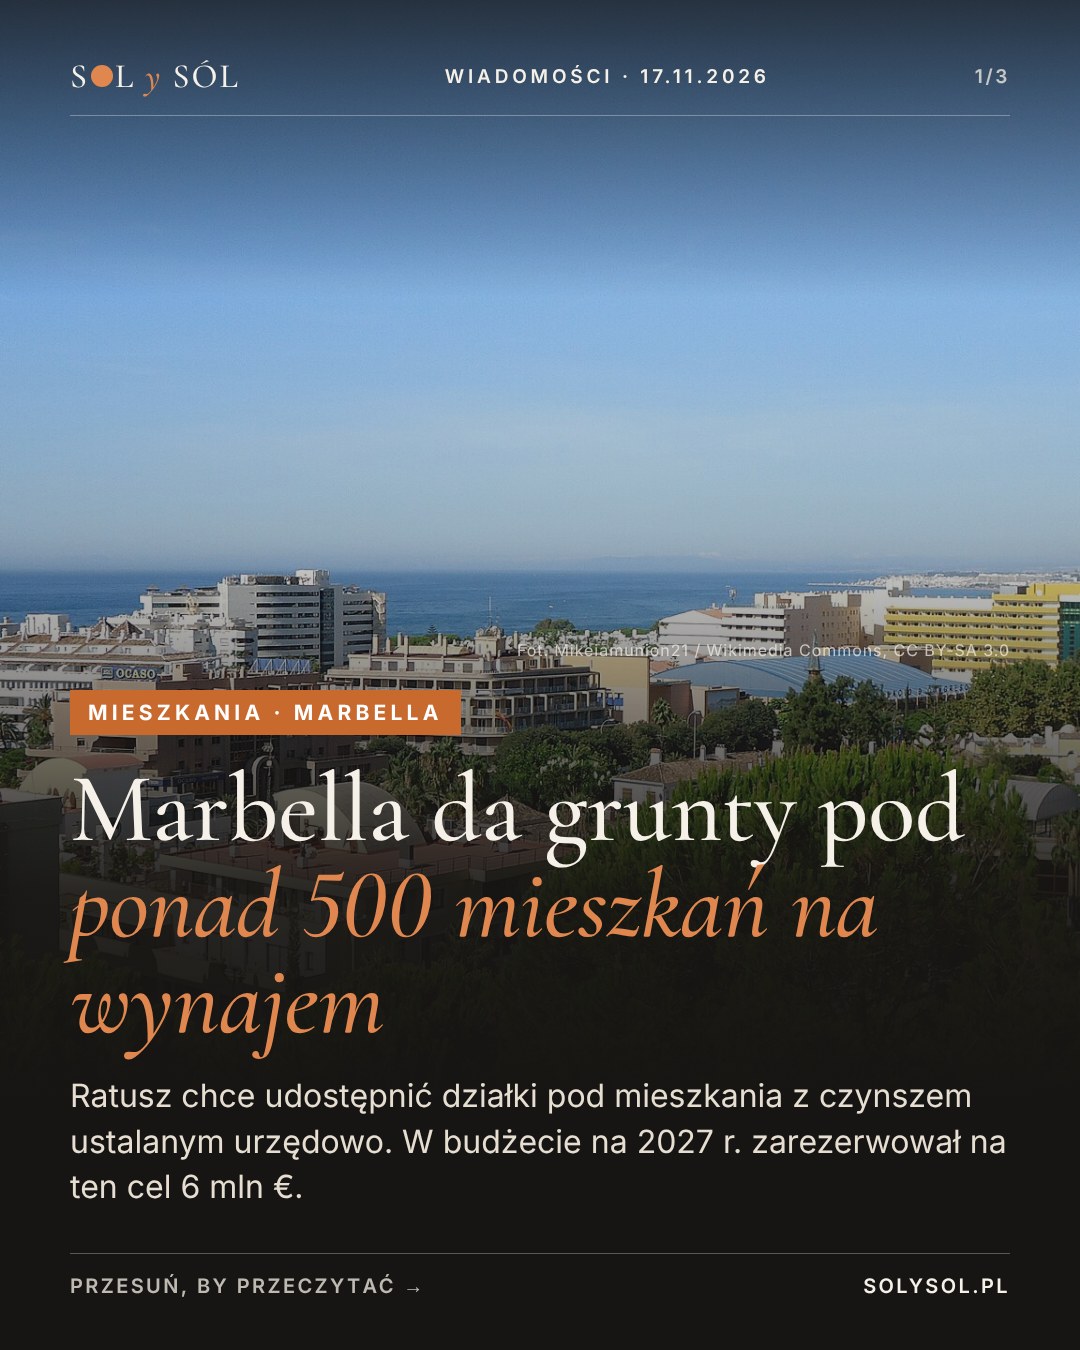 SOL y SÓL
WIADOMOŚCI · 17.11.2026
1/3
OCASO
Fot. Mikejamunion21 / Wikimedia Commons, CC BY-SA 3.0
MIESZKANIA · MARBELLA
Marbella da grunty pod
ponad 500 mieszkań na
wynajem
Ratusz chce udostępnić działki pod mieszkania z czynszem
ustalanym urzędowo. W budżecie na 2027 r. zarezerwował na
ten cel 6 mln €.
PRZESUŃ, BY PRZECZYTAĆ →
SOLYSOL.PL